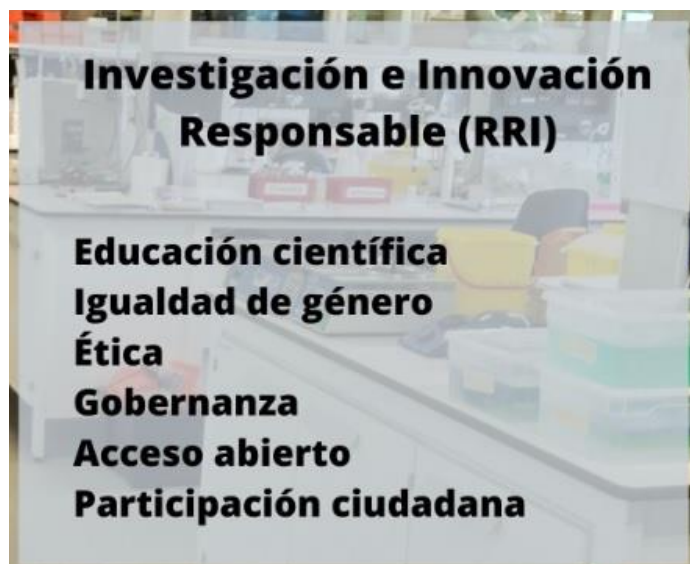 Investigación e Innovación
Responsable (RRI)
Educación científica
Igualdad de género
Ética
Gobernanza
Acceso abierto
Participación ciudadana